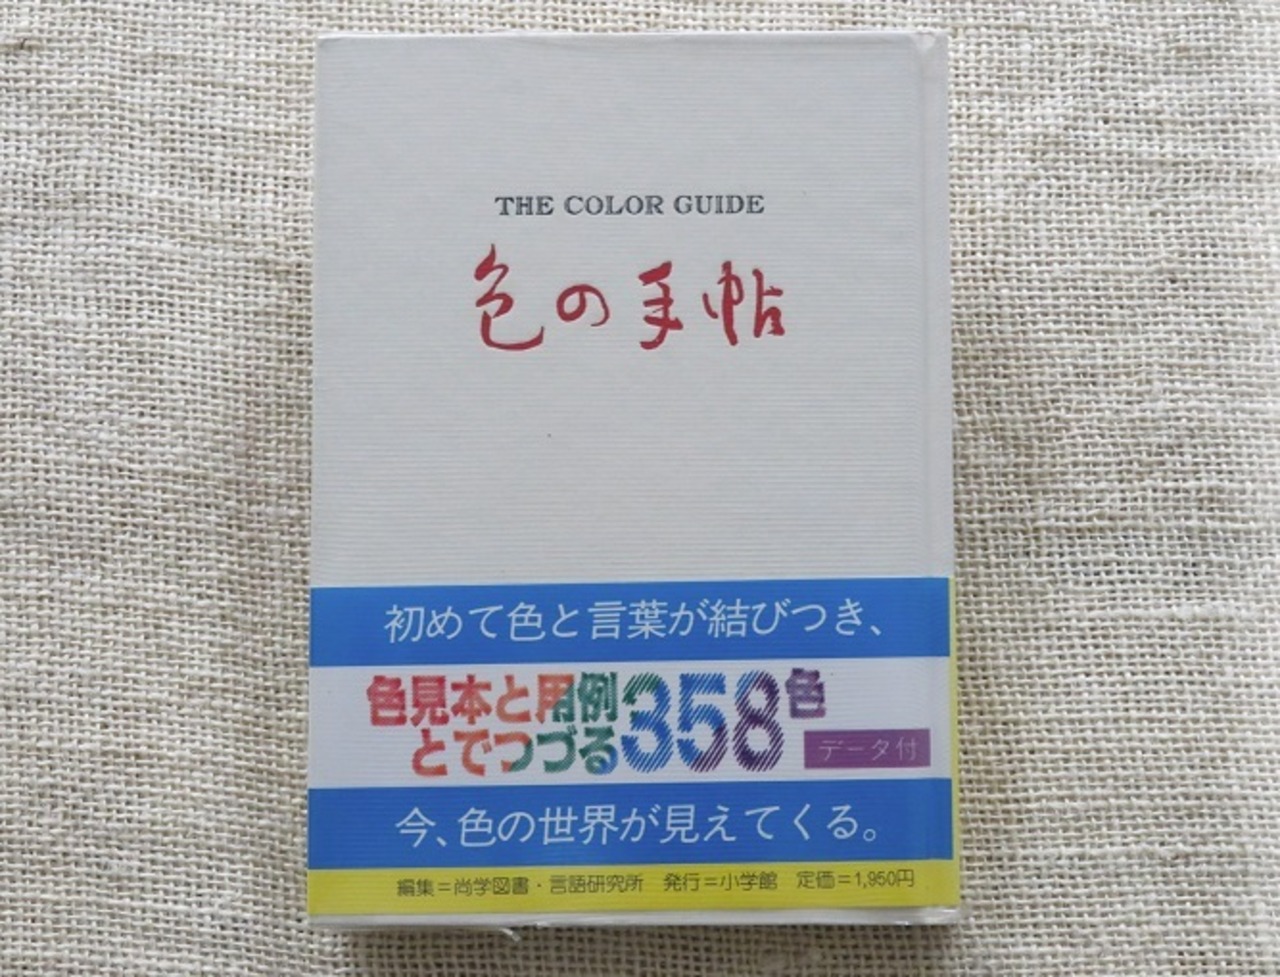 THE COLOR GUIDE
色の手帖
初めて色と言葉が結びつき、
色見本と用例
とでつづる358色
データ付
今、色の世界が見えてくる。
編集=尚学図書・言語研究所 発行=小学館 定価=1,950円